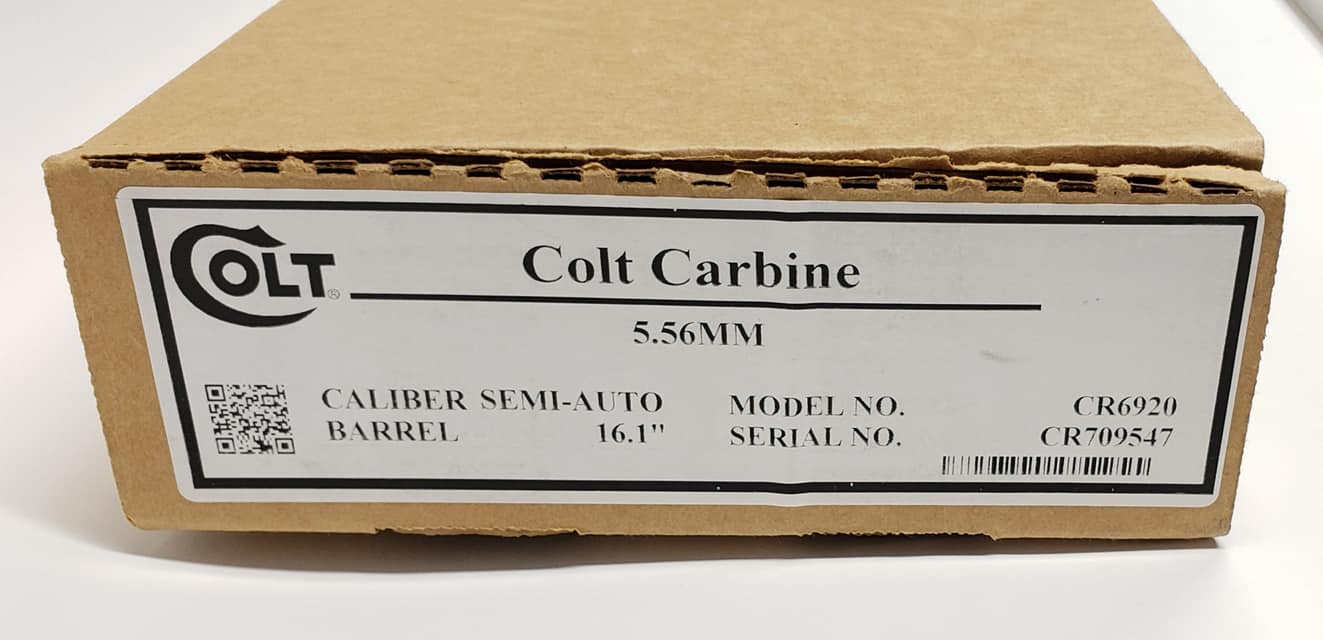 COLT®
Colt Carbine
5.56MM
CALIBER SEMI-AUTO
BARREL 16.1"
MODEL NO. CR6920
SERIAL NO. CR709547